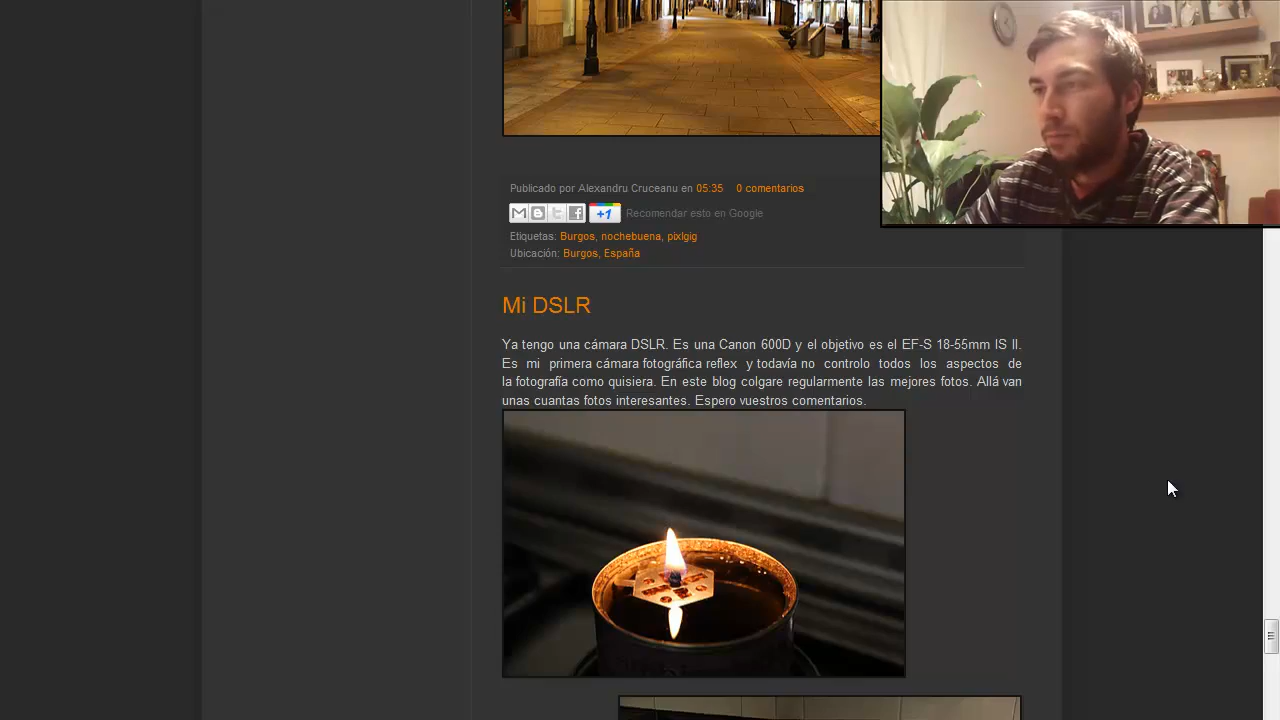 Publicado por Alexandru Cruceanu en 05:35 0 comentarios
+1 Recomendar esto en Google
Etiquetas: Burgos, nochebuena, pixlgig
Ubicación: Burgos, España
Mi DSLR
Ya tengo una cámara DSLR. Es una Canon 600D y el objetivo es el EF-S 18-55mm IS II.
Es mi primera cámara fotográfica reflex y todavía no controlo todos los aspectos de
la fotografía como quisiera. En este blog colgare regularmente las mejores fotos. Allá van
unas cuantas fotos interesantes. Espero vuestros comentarios.